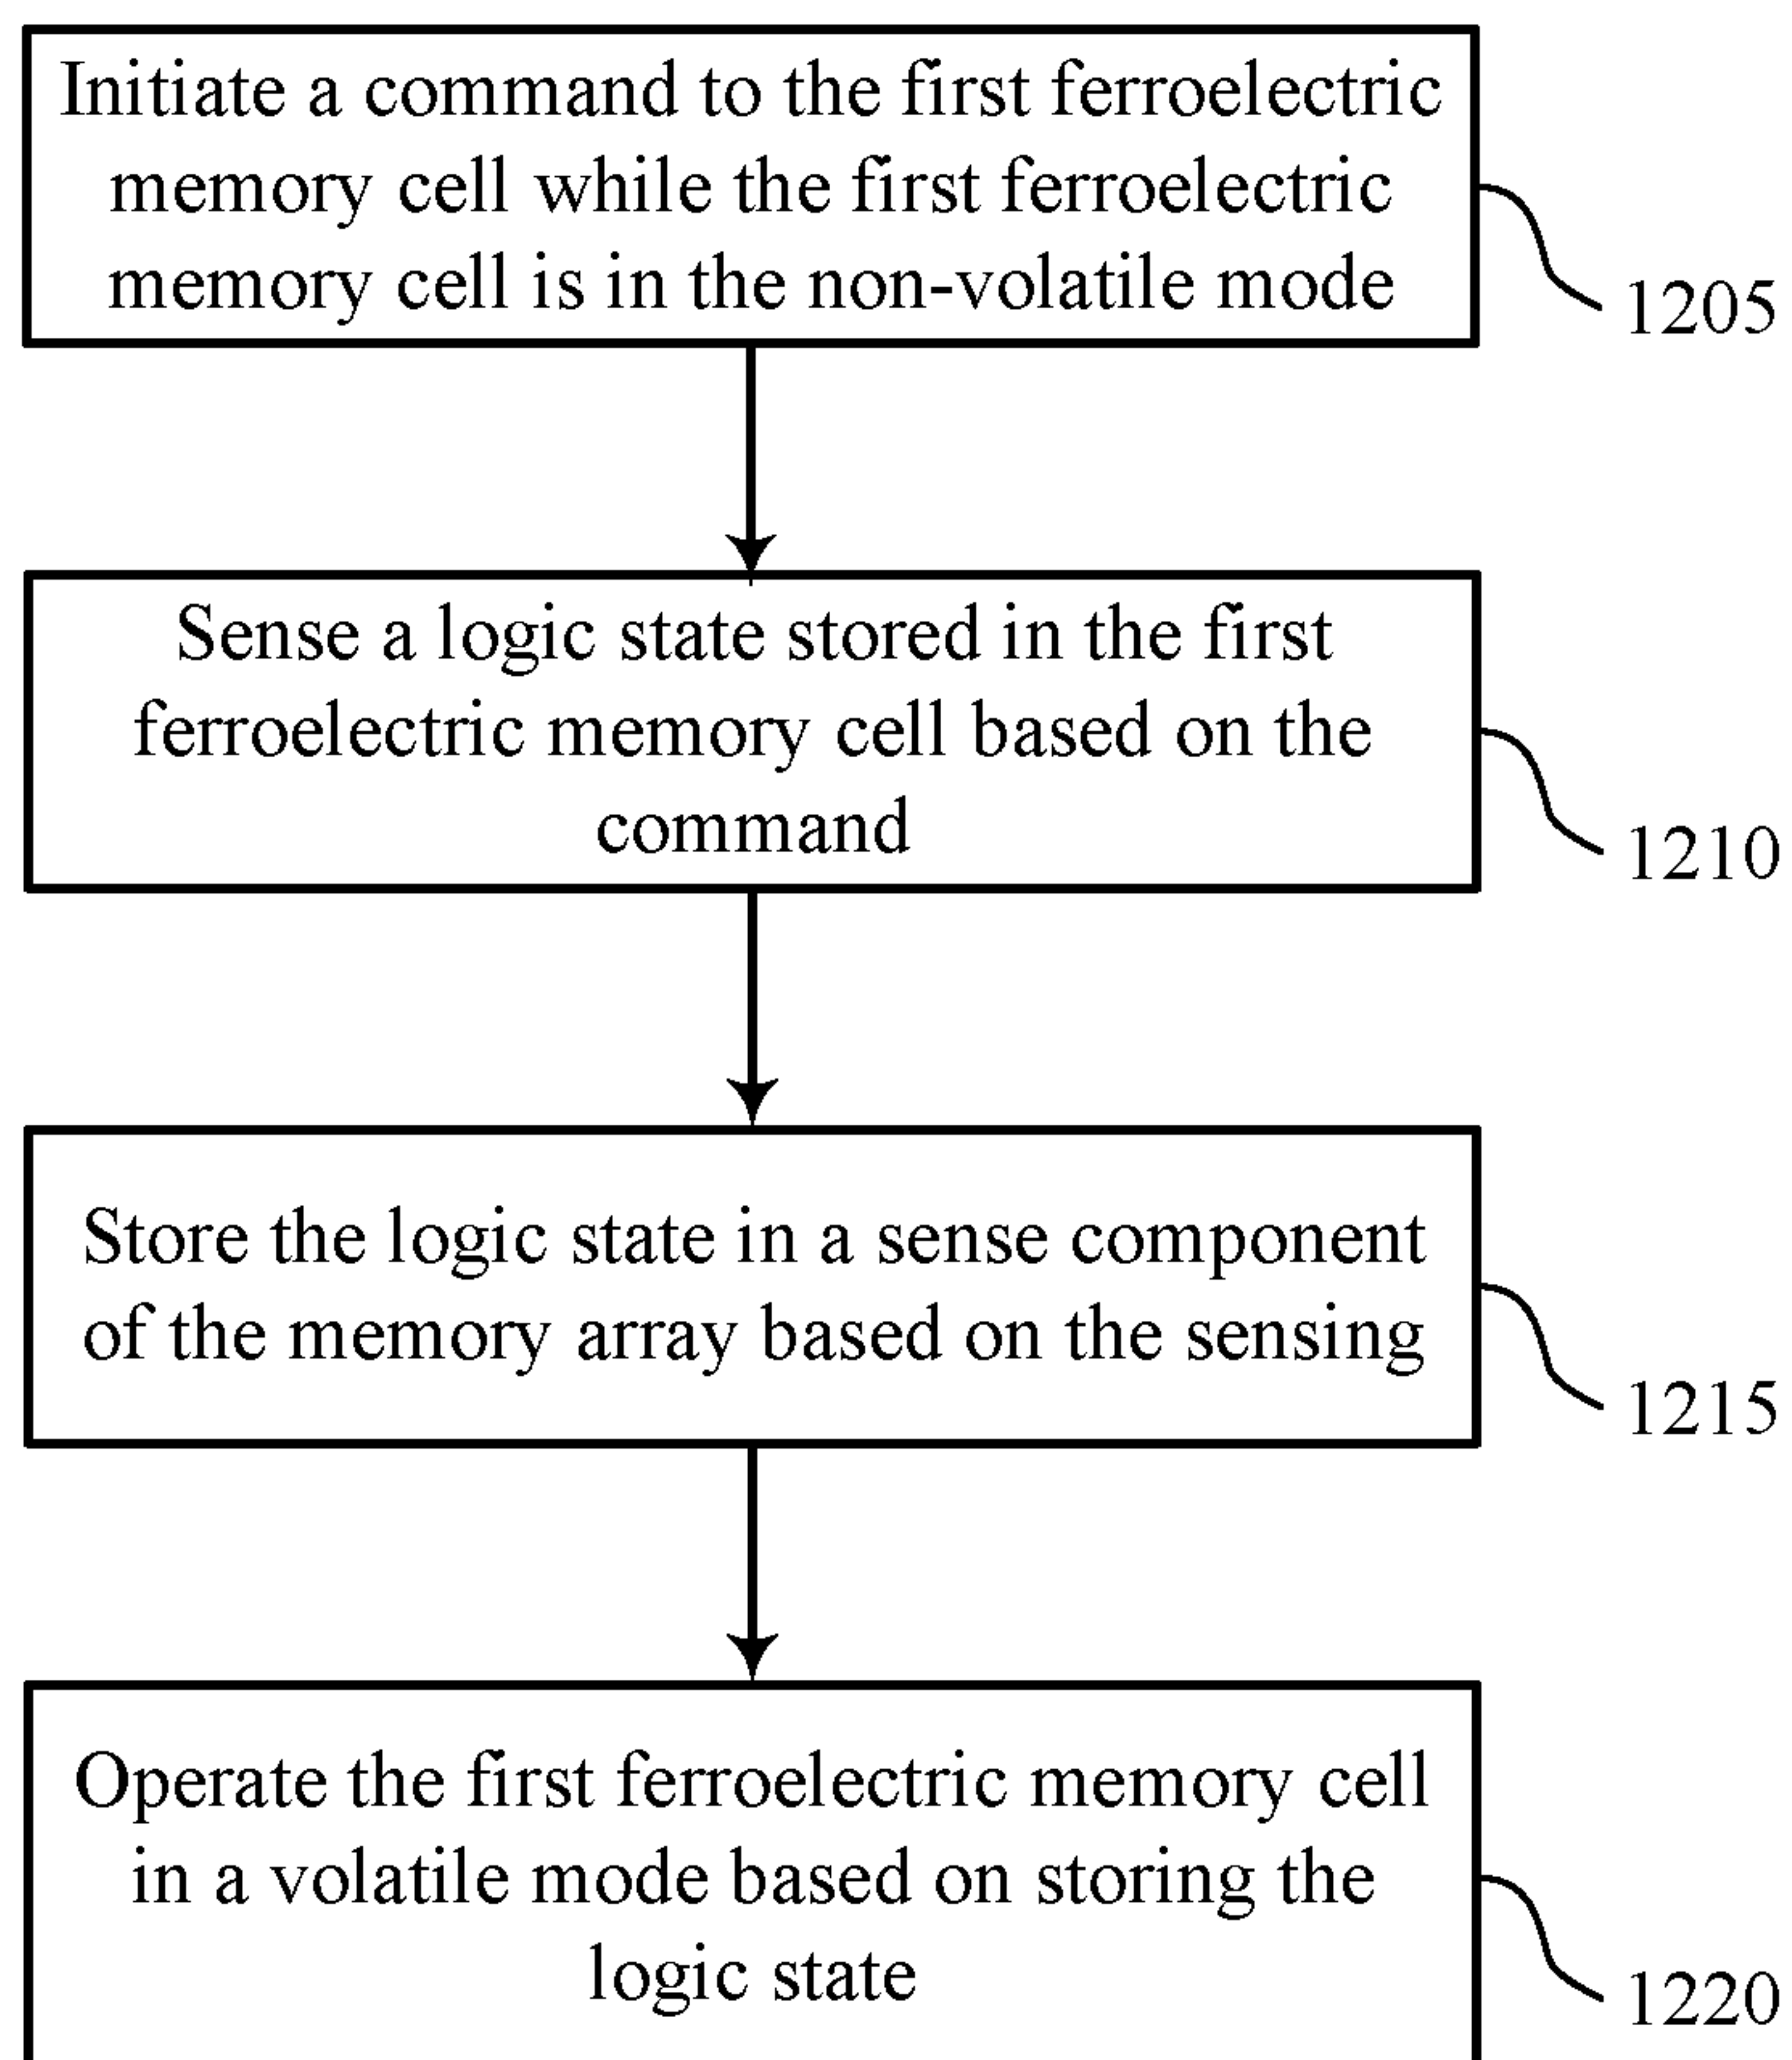 Initiate a command to the first ferroelectric
memory cell while the first ferroelectric
memory cell is in the non-volatile mode
1205
Sense a logic state stored in the first
ferroelectric memory cell based on the
command
1210
Store the logic state in a sense component
of the memory array based on the sensing
1215
Operate the first ferroelectric memory cell
in a volatile mode based on storing the
logic state
1220